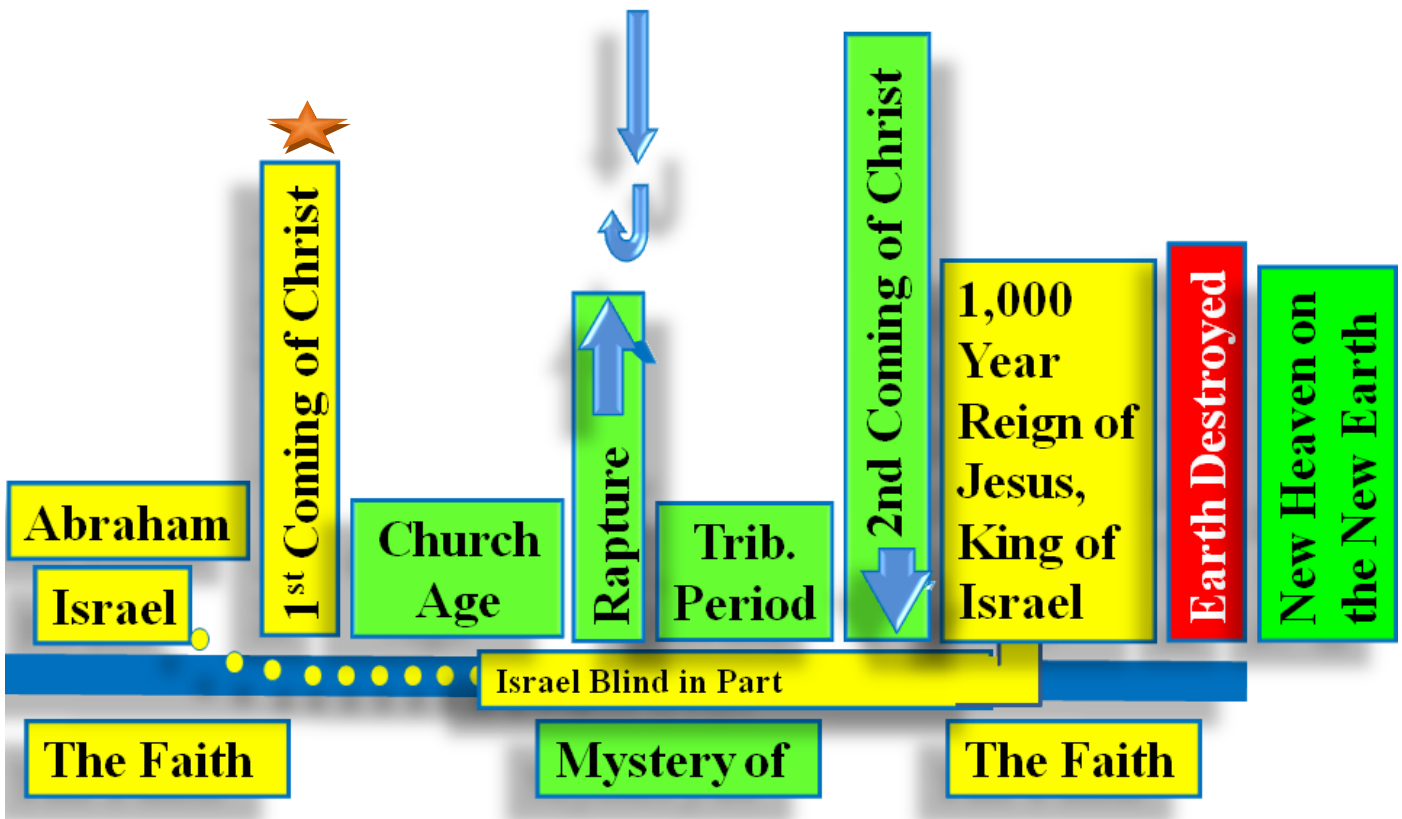 Abraham
Israel
1st Coming of Christ
Church
Age
Rapture
Trib.
Period
2nd Coming of Christ
1,000
Year
Reign of
Jesus,
King of
Israel
Earth Destroyed
New Heaven on
the New Earth
Israel Blind in Part
The Faith
Mystery of
The Faith